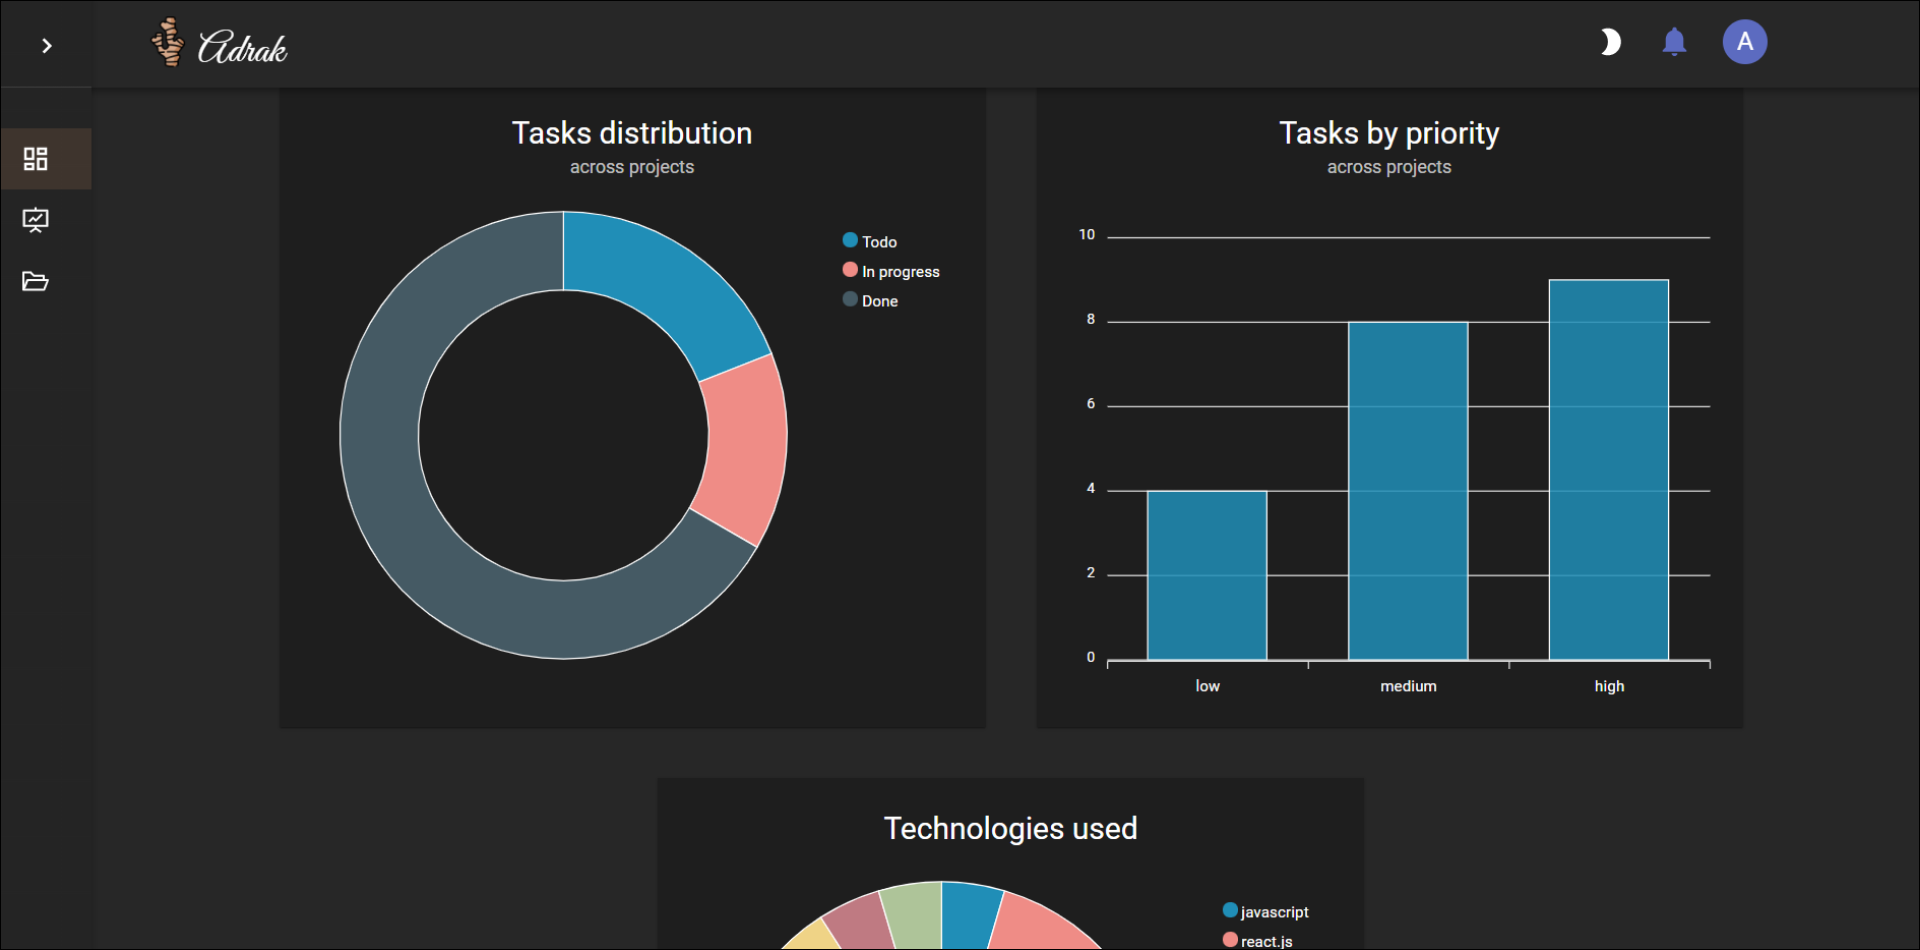 Adrak
A
Tasks distribution
across projects
Todo
In progress
Done
Tasks by priority
across projects
10
8
6
4
2
0
low
medium
high
Technologies used
javascript
react.js